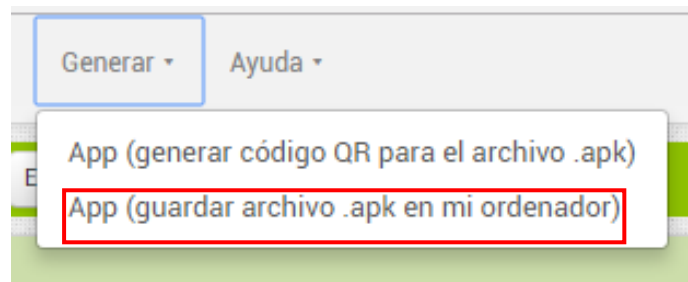 Generar ▾ Ayuda ▾
App (generar código QR para el archivo .apk)
E
App (guardar archivo .apk en mi ordenador)